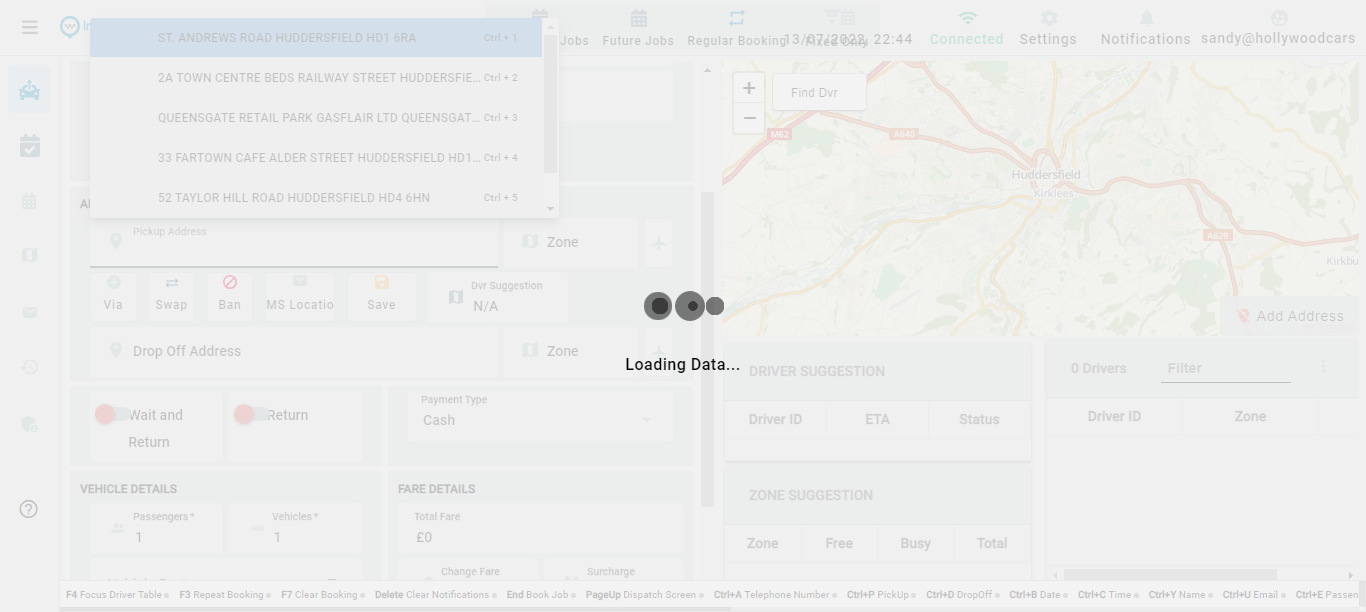 In
Jobs
Future Jobs
Regular Booking
Fixed Only
13/07/2022, 22:44
Connected
Settings
Notifications
sandy@hollywoodcars
ST. ANDREWS ROAD HUDDERSFIELD HD1 6RA Ctrl + 1
2A TOWN CENTRE BEDS RAILWAY STREET HUDDERSFIE... Ctrl + 2
QUEENSGATE RETAIL PARK GASFLAIR LTD QUEENSGAT... Ctrl + 3
33 FARTOWN CAFE ALDER STREET HUDDERSFIELD HD1... Ctrl + 4
52 TAYLOR HILL ROAD HUDDERSFIELD HD4 6HN Ctrl + 5
Pickup Address
Zone
Via
Swap
Ban
MS Locatio
Save
Dvr Suggestion
N/A
Drop Off Address
Zone
Wait and
Return
Return
Payment Type
Cash
VEHICLE DETAILS
Passengers *
1
Vehicles *
1
FARE DETAILS
Total Fare
£0
Change Fare
Surcharge
Loading Data...
+
−
Find Dvr
M62
A640
Huddersfield
Kirklees
A629
Kirkbu
Add Address
DRIVER SUGGESTION
Driver ID ETA Status
ZONE SUGGESTION
Zone Free Busy Total
0 Drivers
Filter
Driver ID Zone
F4 Focus Driver Table F3 Repeat Booking F7 Clear Booking Delete Clear Notifications End Book Job PageUp Dispatch Screen Ctrl+A Telephone Number Ctrl+P PickUp Ctrl+D DropOff Ctrl+B Date Ctrl+C Time Ctrl+Y Name Ctrl+U Email Ctrl+E Passen